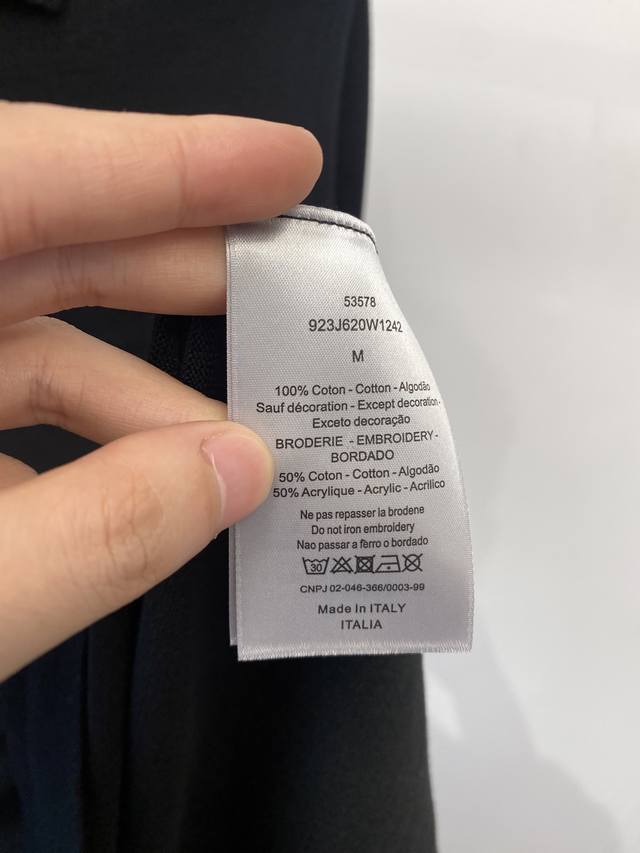 53578
923J620W1242
M
100% Coton - Cotton - Algodão
Sauf décoration - Except decoration-
Exceto decoração
BRODERIE - EMBROIDERY-
BORDADO
50% Coton - Cotton - Algodão
50% Acrylique - Acrylic - Acrilico
Ne pas repasser la brodene
Do not iron embroidery
Nao passar a ferro o bordado
30
CNPJ 02-046-366/0003-99
Made In ITALY
ITALIA